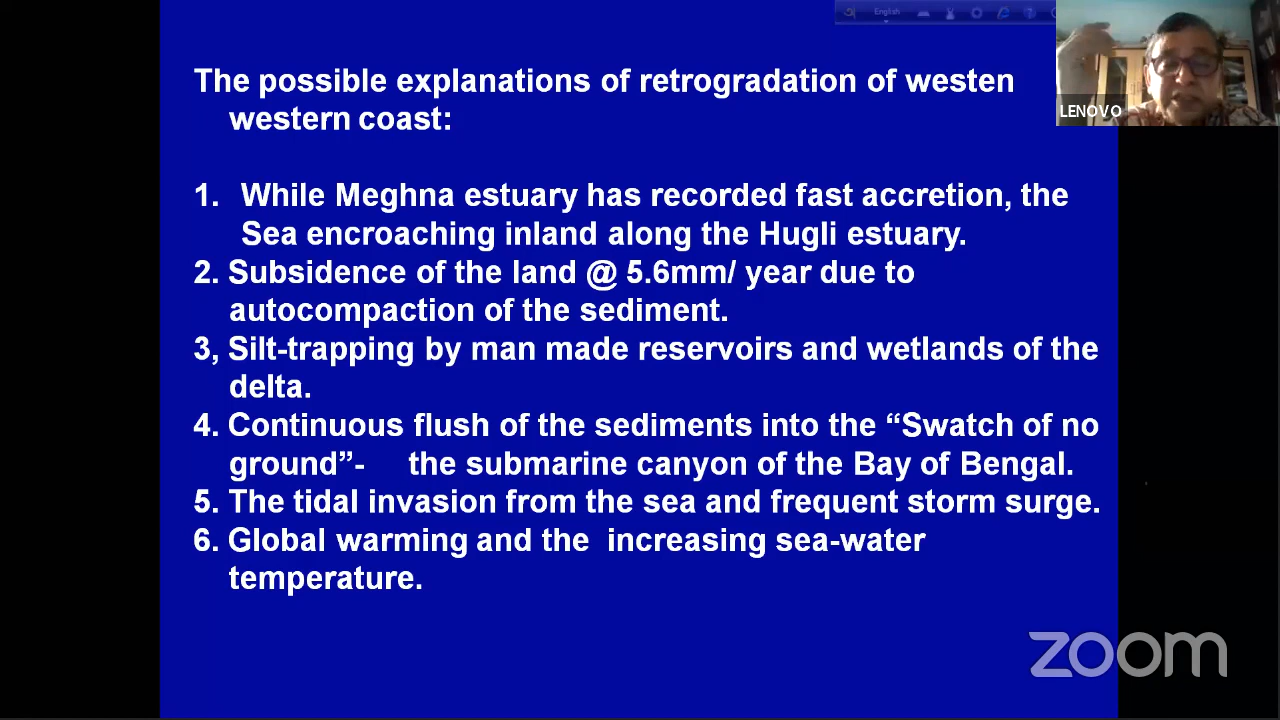 English
The possible explanations of retrogradation of westen
western coast:
LENOVO
1. While Meghna estuary has recorded fast accretion, the
Sea encroaching inland along the Hugli estuary.
2. Subsidence of the land @ 5.6mm/ year due to
autocompaction of the sediment.
3, Silt-trapping by man made reservoirs and wetlands of the
delta.
4. Continuous flush of the sediments into the “Swatch of no
ground”- the submarine canyon of the Bay of Bengal.
5. The tidal invasion from the sea and frequent storm surge.
6. Global warming and the increasing sea-water
temperature.
zoom